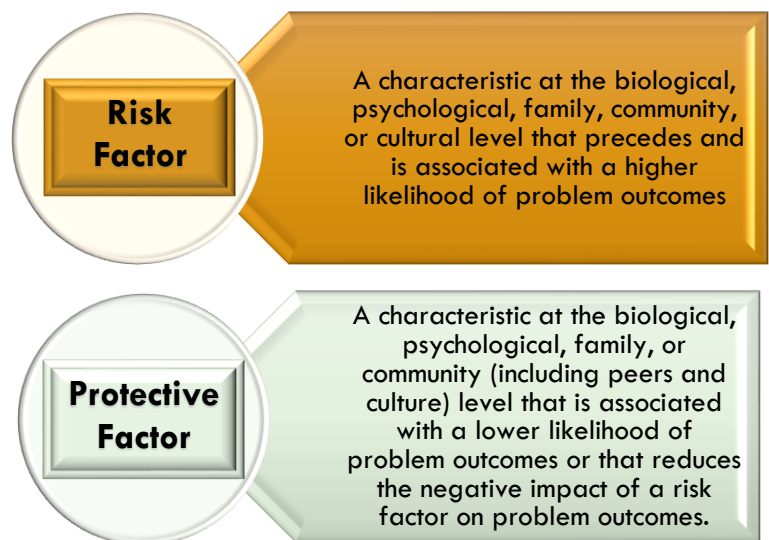 Risk
Factor
A characteristic at the biological,
psychological, family, community,
or cultural level that precedes and
is associated with a higher
likelihood of problem outcomes
Protective
Factor
A characteristic at the biological,
psychological, family, or
community (including peers and
culture) level that is associated
with a lower likelihood of
problem outcomes or that reduces
the negative impact of a risk
factor on problem outcomes.